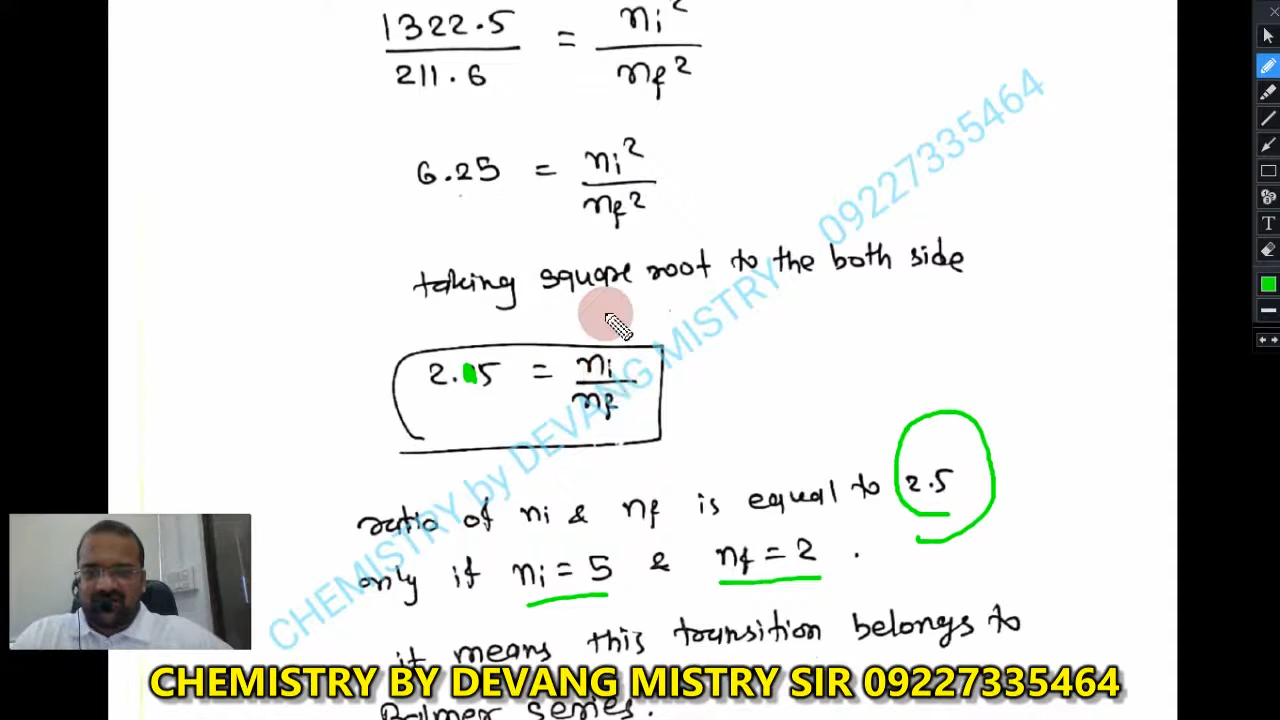 1322.5 / 211.6 = ni² / nf²
6.25 = ni² / nf²
taking square root to the both side
2.5 = ni / nf
ratio of ni & nf is equal to 2.5
only if ni = 5 & nf = 2 .
it means this transition belongs to
Balmer series.
CHEMISTRY by DEVANG MISTRY 09227335464
CHEMISTRY BY DEVANG MISTRY SIR 09227335464